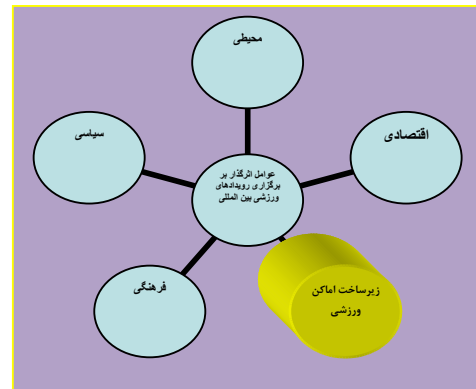 محیطی
سیاسی
اقتصادی
عوامل اثرگذار بر
برگزاری رویدادهای
ورزشی بین المللی
فرهنگی
زیرساخت اماکن
ورزشی